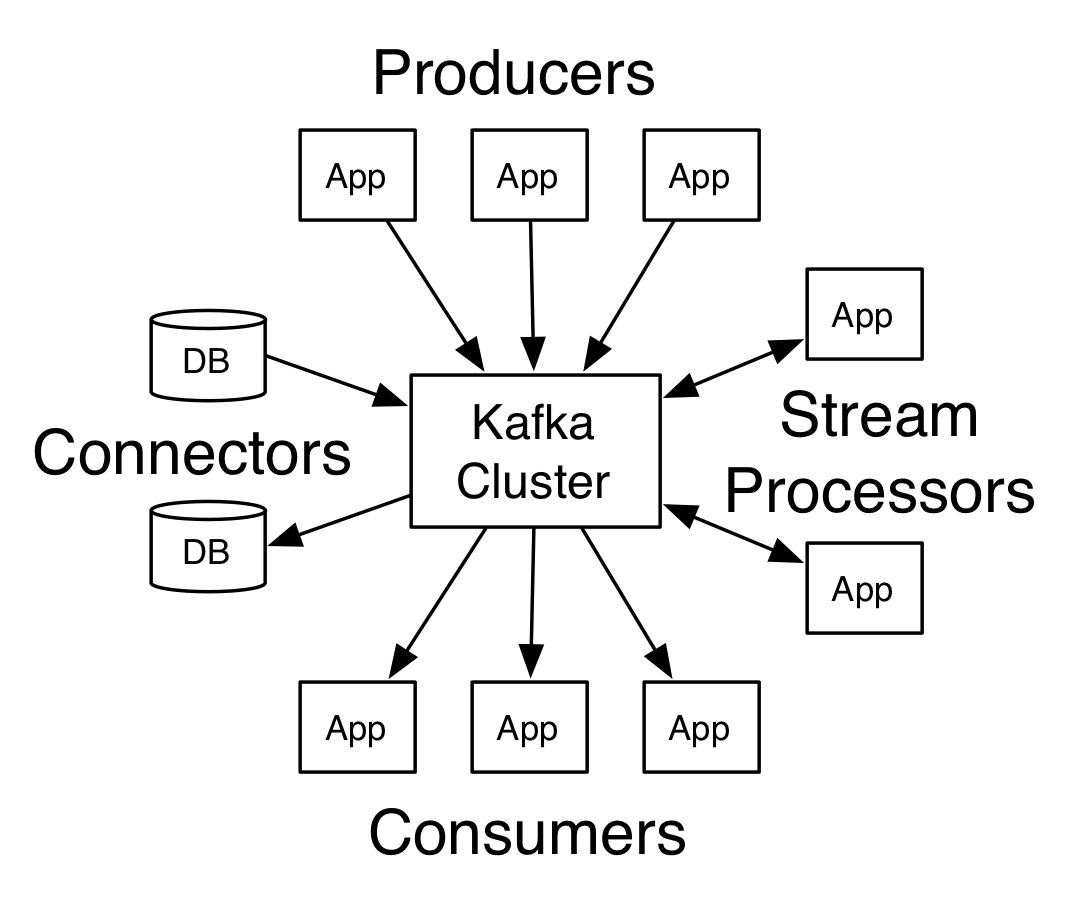 Producers
App
App
App
App
DB
Kafka
Cluster
Stream
Processors
Connectors
DB
App
App
App
App
Consumers